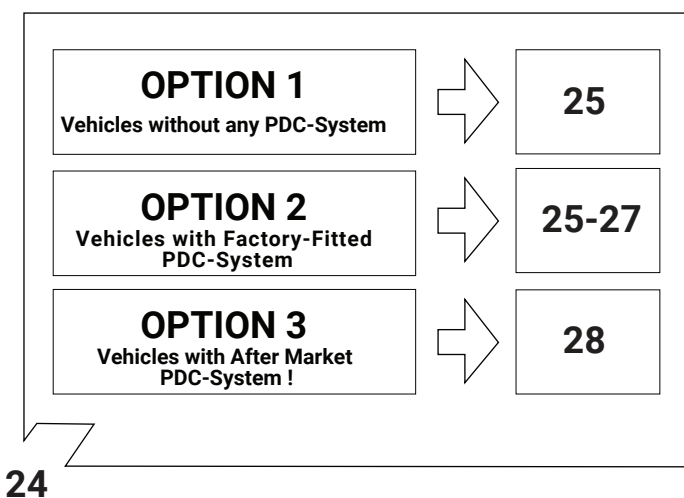 OPTION 1
Vehicles without any PDC-System
25
OPTION 2
Vehicles with Factory-Fitted
PDC-System
25-27
OPTION 3
Vehicles with After Market
PDC-System !
28
24